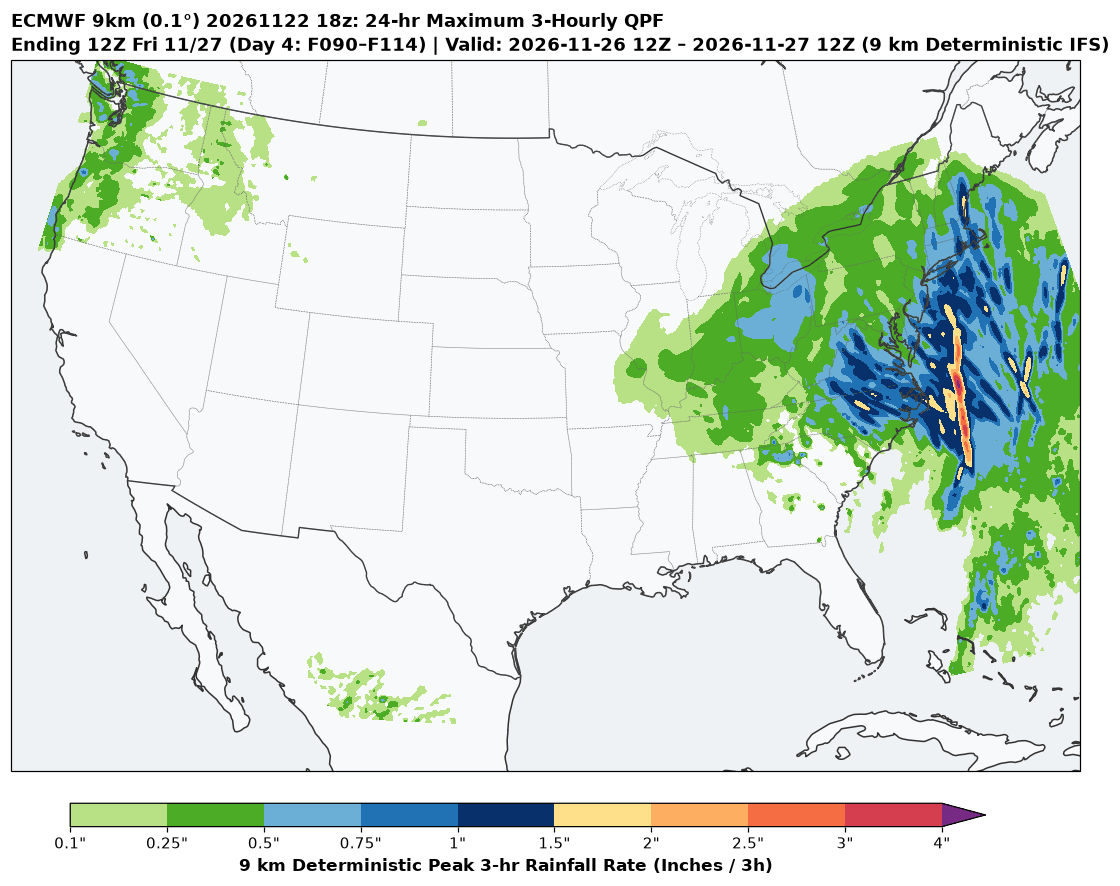 ECMWF 9km (0.1°) 20261122 18z: 24-hr Maximum 3-Hourly QPF
Ending 12Z Fri 11/27 (Day 4: F090–F114) | Valid: 2026-11-26 12Z – 2026-11-27 12Z (9 km Deterministic IFS)
0.1" 0.25" 0.5" 0.75" 1" 1.5" 2" 2.5" 3" 4"
9 km Deterministic Peak 3-hr Rainfall Rate (Inches / 3h)